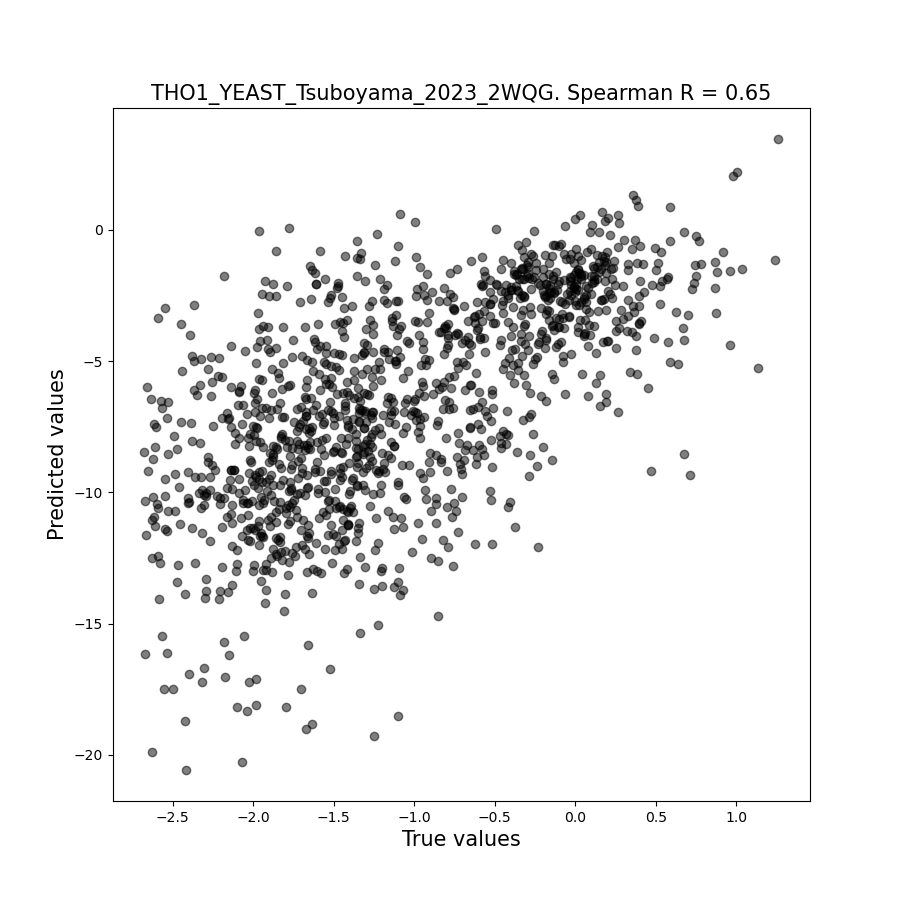 THO1_YEAST_Tsuboyama_2023_2WQG. Spearman R = 0.65
Predicted values
0
−5
−10
−15
−20
−2.5 −2.0 −1.5 −1.0 −0.5 0.0 0.5 1.0
True values